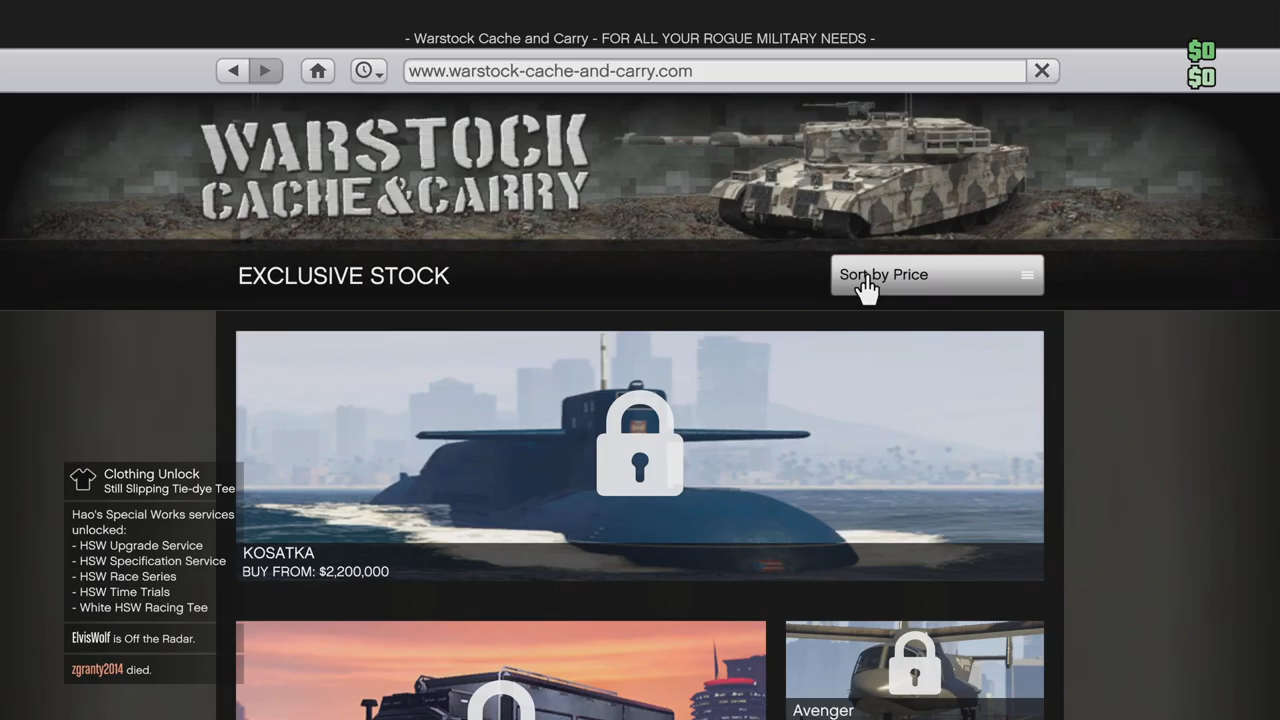 - Warstock Cache and Carry - FOR ALL YOUR ROGUE MILITARY NEEDS -
$0
$0
www.warstock-cache-and-carry.com
WARSTOCK
CACHE&CARRY
EXCLUSIVE STOCK
Sort by Price
KOSATKA
BUY FROM: $2,200,000
Clothing Unlock
Still Slipping Tie-dye Tee
Hao's Special Works services
unlocked:
- HSW Upgrade Service
- HSW Specification Service
- HSW Race Series
- HSW Time Trials
- White HSW Racing Tee
ElvisWolf is Off the Radar.
zgranty2014 died.
Avenger